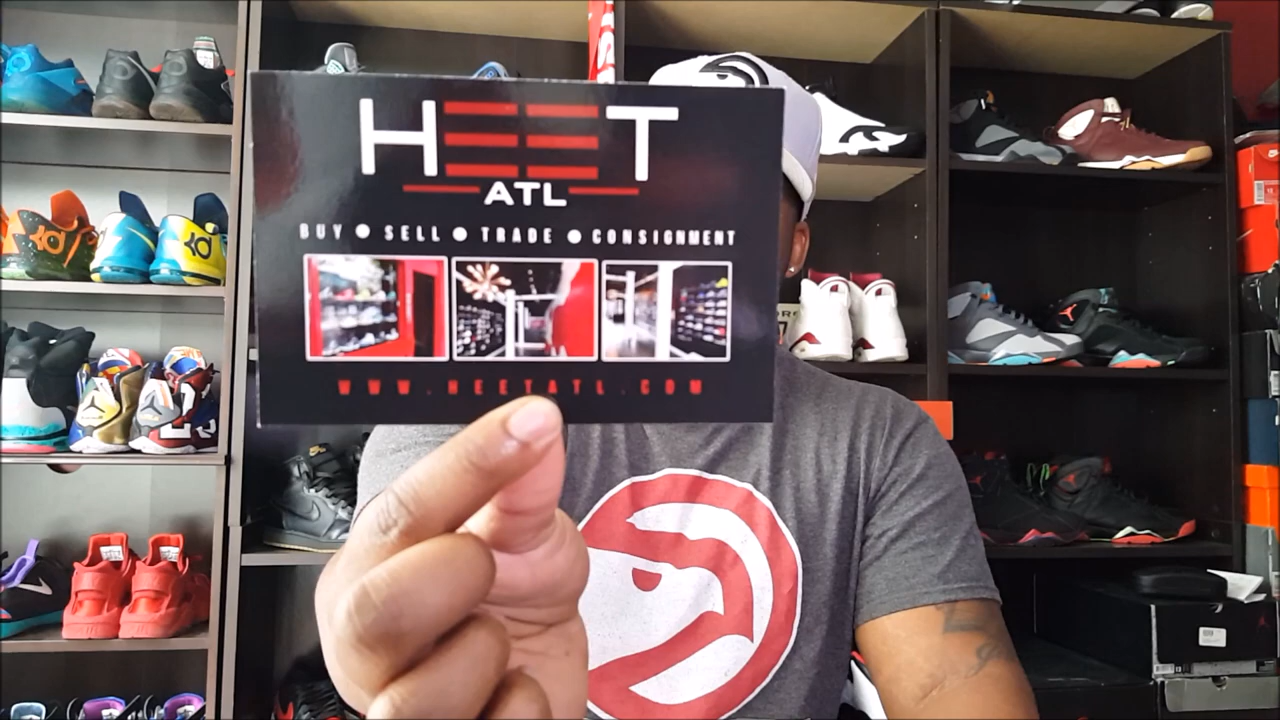 HEET
ATL
BUY ● SELL ● TRADE ● CONSIGNMENT
WWW.HEETATL.COM